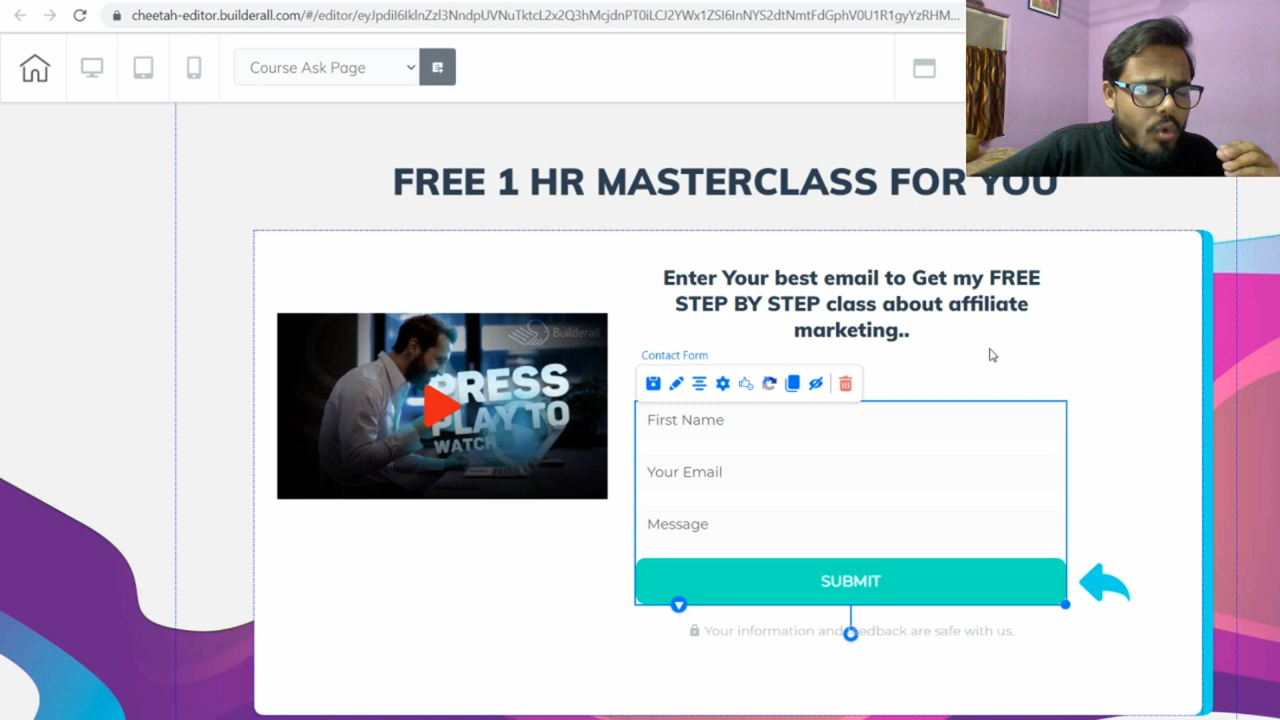 cheetah-editor.builderall.com/#/editor/eyJpdiI6IklnZzl3NndpUVNuTktcL2x2Q3hMcjdnPT0iLCJ2YWx1ZSI6InNYS2dtNmtFdGphV0U1R1gyYzRHM...
Course Ask Page
FREE 1 HR MASTERCLASS FOR YOU
Enter Your best email to Get my FREE
STEP BY STEP class about affiliate
marketing..
Builderall
PRESS
PLAY TO
WATCH
Contact Form
First Name
Your Email
Message
SUBMIT
Your information and feedback are safe with us.